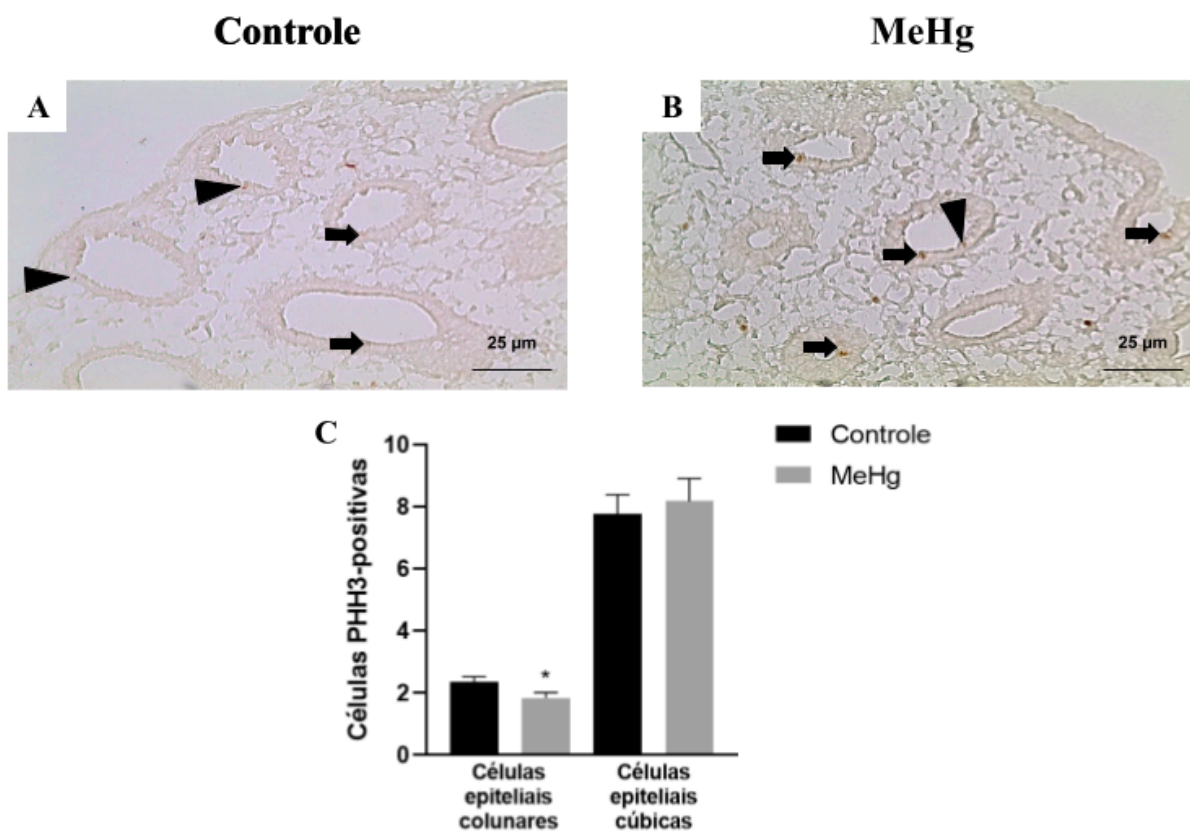 Controle
MeHg
A
B
25 µm
25 µm
C
Controle
MeHg
Células PHH3-positivas
10
8
6
4
2
0
*
Células
epiteliais
colunares
Células
epiteliais
cúbicas